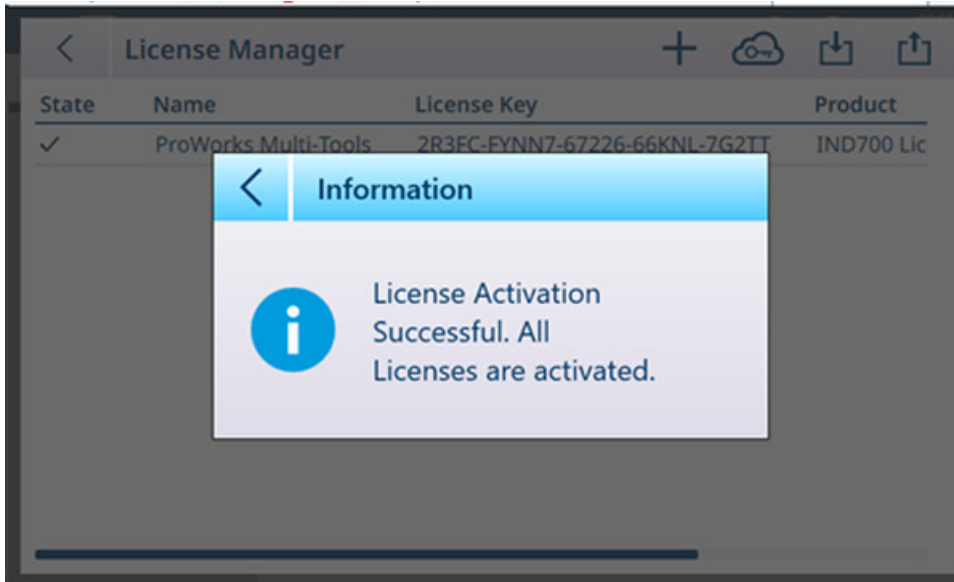 License Manager
State Name License Key Product
ProWorks Multi-Tools 2R3FC-FYNN7-67226-66KNL-7G2TT IND700 Lic
Information
License Activation
Successful. All
Licenses are activated.